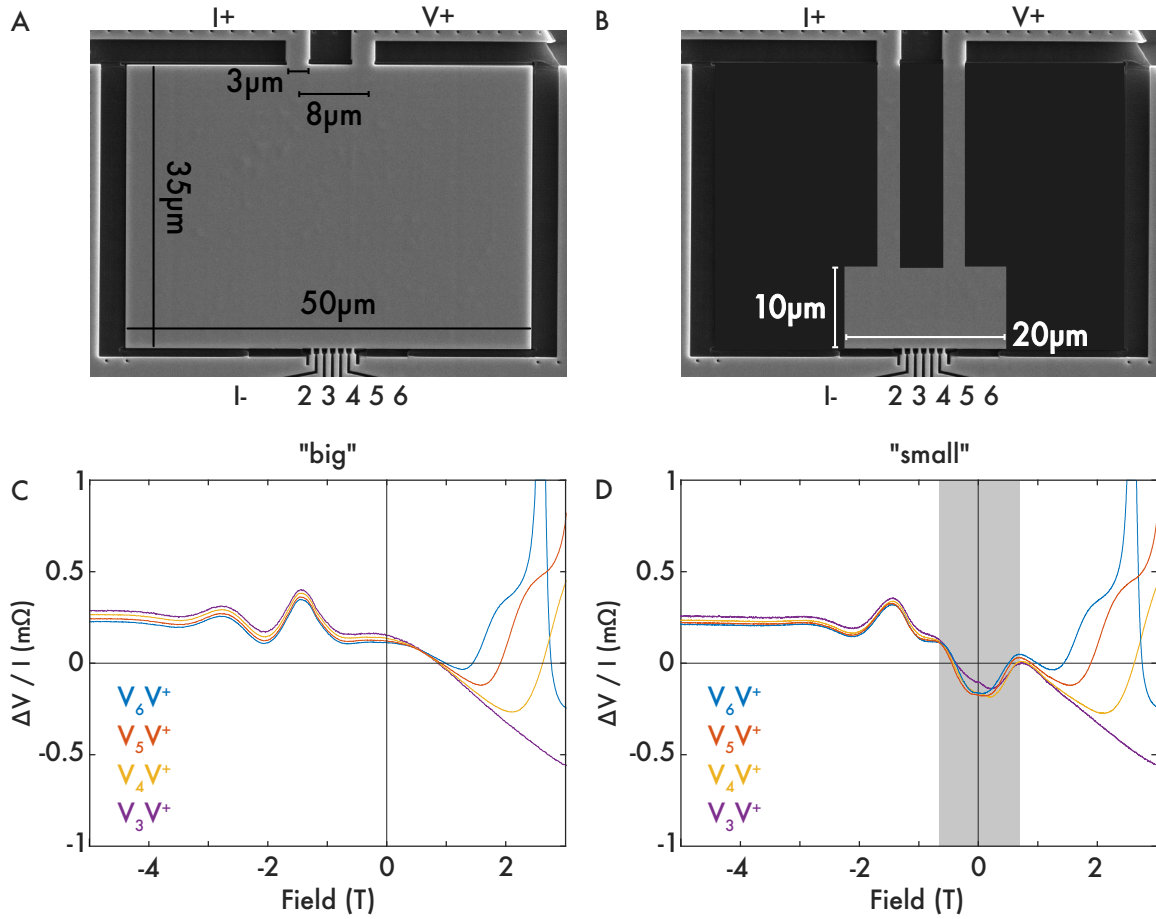 A
I+
V+
3μm
8μm
35μm
50μm
I-
2 3 4 5 6
B
I+
V+
10μm
20μm
I-
2 3 4 5 6
"big"
C
1
0.5
0
-0.5
-1
ΔV / I (mΩ)
V₆V⁺
V₅V⁺
V₄V⁺
V₃V⁺
-4 -2 0 2
Field (T)
"small"
D
1
0.5
0
-0.5
-1
ΔV / I (mΩ)
V₆V⁺
V₅V⁺
V₄V⁺
V₃V⁺
-4 -2 0 2
Field (T)